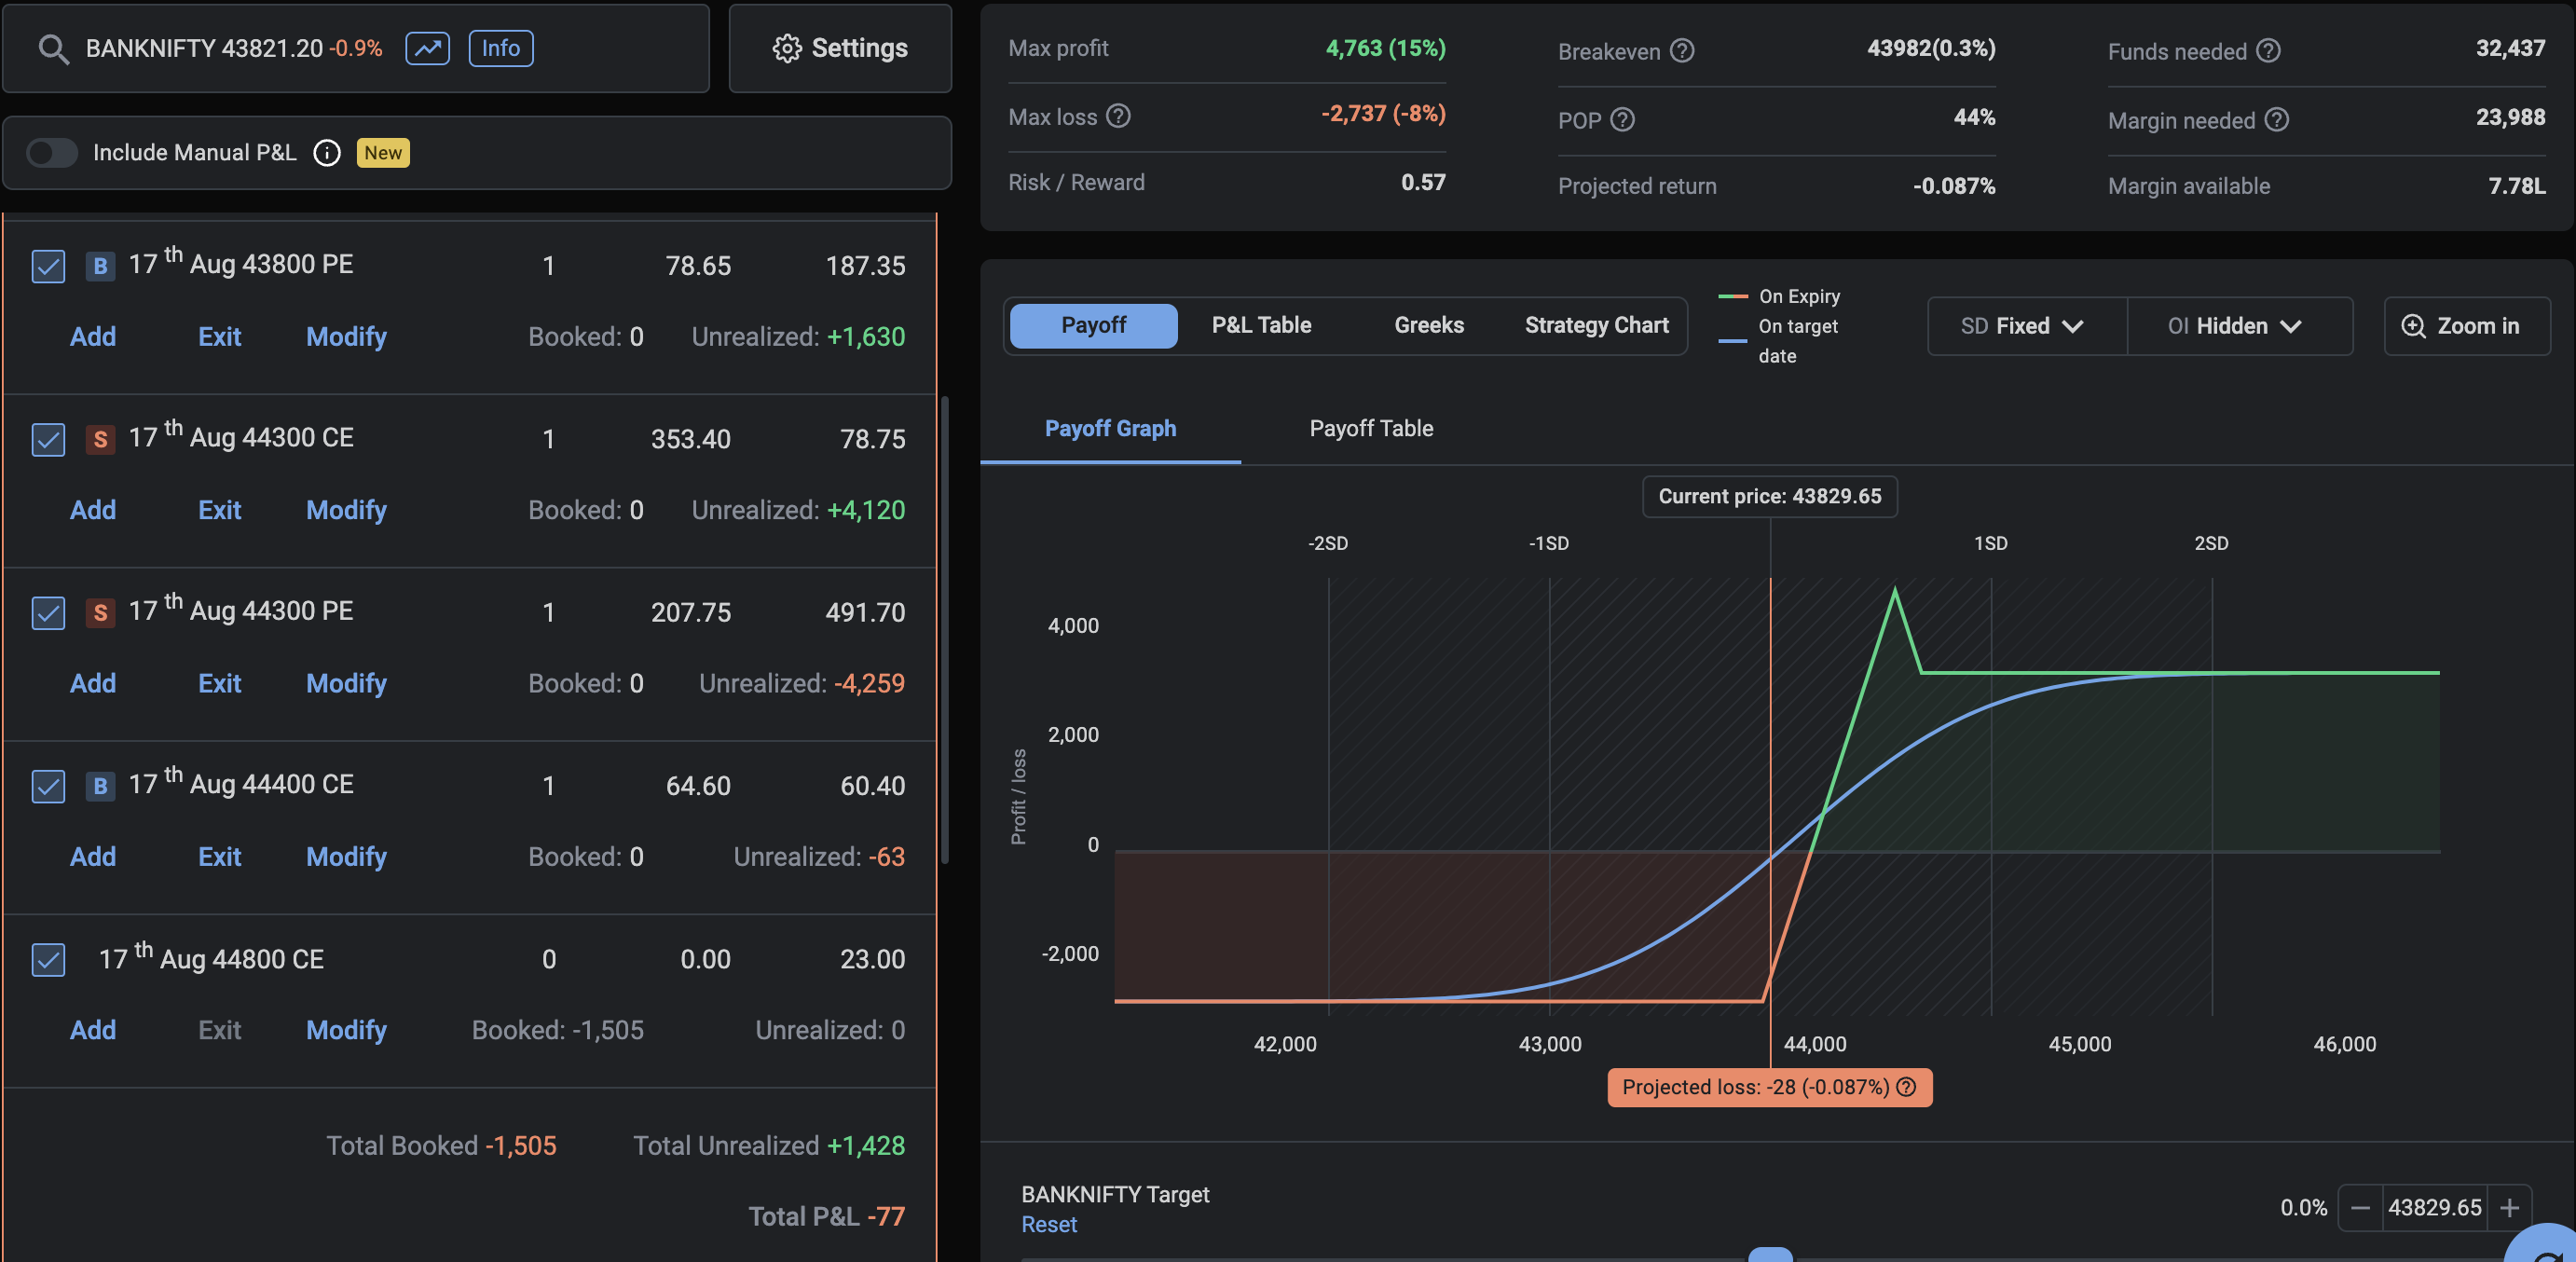 BANKNIFTY 43821.20 -0.9% Info
Settings
Include Manual P&L New
B 17 th Aug 43800 PE 1 78.65 187.35
Add Exit Modify Booked: 0 Unrealized: +1,630
S 17 th Aug 44300 CE 1 353.40 78.75
Add Exit Modify Booked: 0 Unrealized: +4,120
S 17 th Aug 44300 PE 1 207.75 491.70
Add Exit Modify Booked: 0 Unrealized: -4,259
B 17 th Aug 44400 CE 1 64.60 60.40
Add Exit Modify Booked: 0 Unrealized: -63
17 th Aug 44800 CE 0 0.00 23.00
Add Exit Modify Booked: -1,505 Unrealized: 0
Total Booked -1,505 Total Unrealized +1,428
Total P&L -77
Max profit 4,763 (15%) Breakeven ? 43982(0.3%) Funds needed ? 32,437
Max loss ? -2,737 (-8%) POP ? 44% Margin needed ? 23,988
Risk / Reward 0.57 Projected return -0.087% Margin available 7.78L
Payoff P&L Table Greeks Strategy Chart
On Expiry
On target
date
SD Fixed OI Hidden Zoom in
Payoff Graph Payoff Table
Current price: 43829.65
-2SD -1SD 1SD 2SD
4,000
2,000
0
-2,000
Profit / loss
42,000 43,000 44,000 45,000 46,000
Projected loss: -28 (-0.087%) ?
BANKNIFTY Target
Reset
0.0% − 43829.65 +